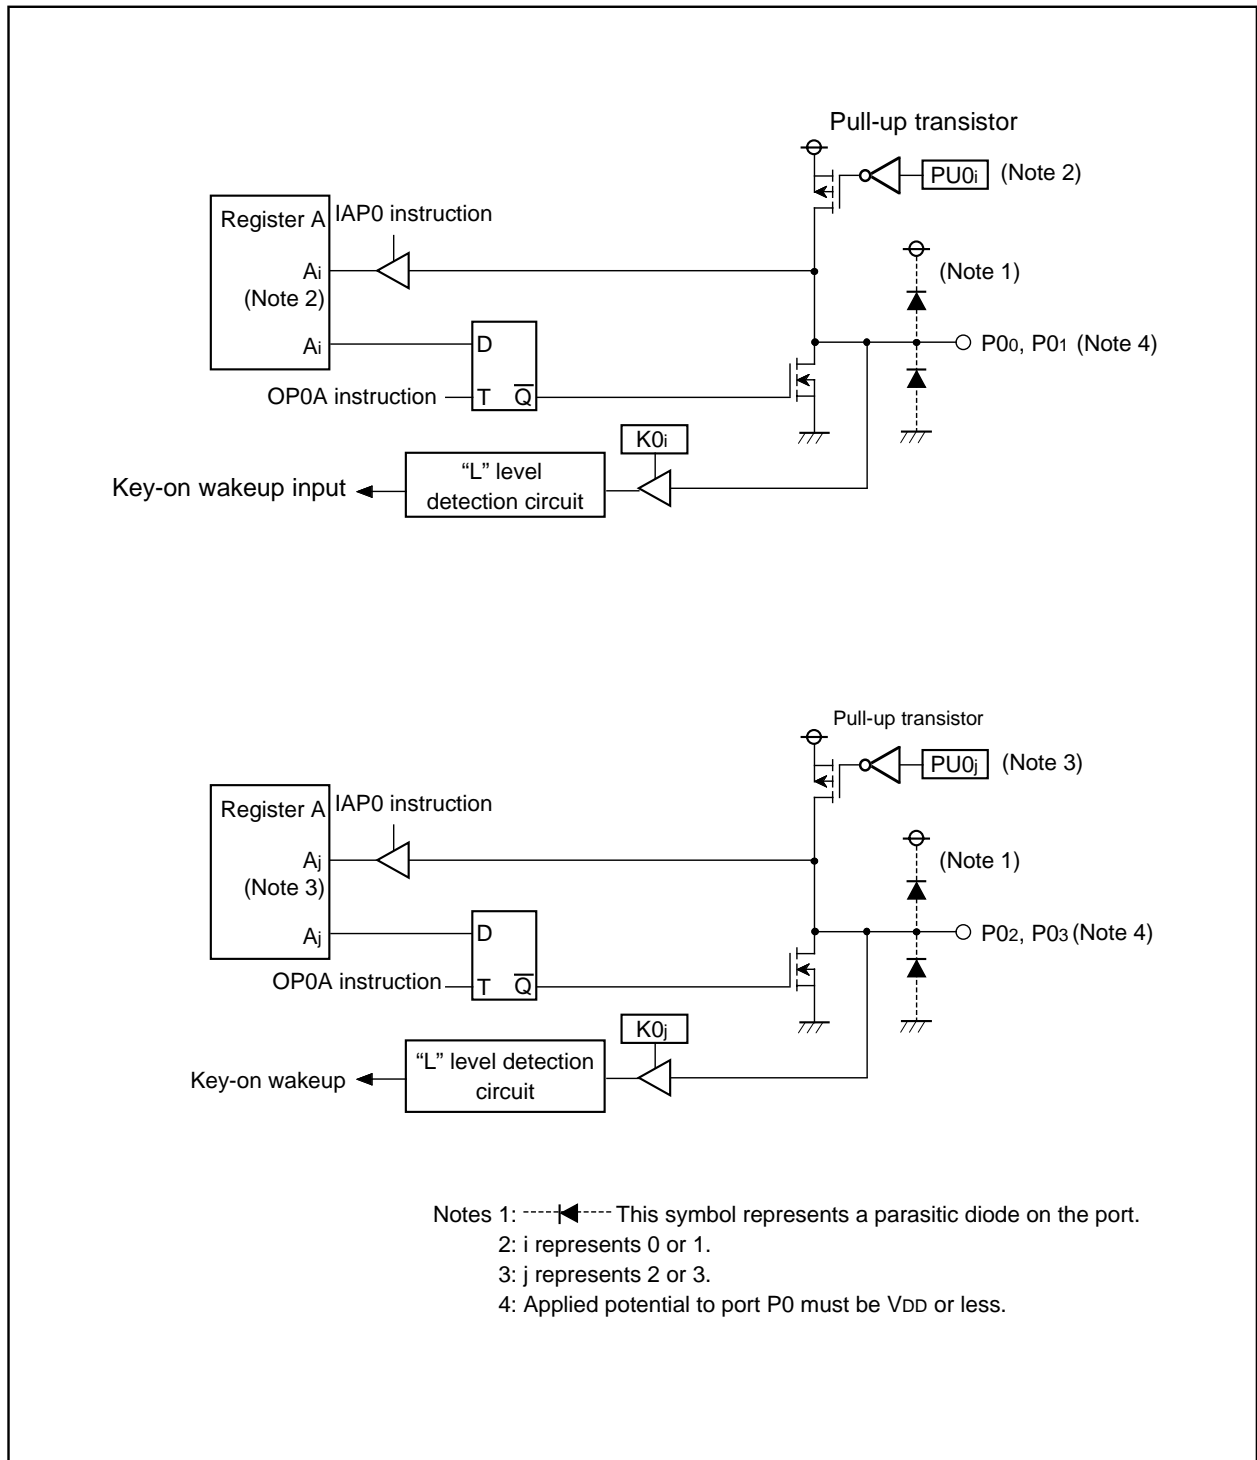 Pull-up transistor
PU0i (Note 2)
Register A
IAP0 instruction
Ai
(Note 2)
(Note 1)
Ai
D
P00, P01 (Note 4)
OP0A instruction
T Q̅
K0i
Key-on wakeup input
“L” level
detection circuit
Pull-up transistor
PU0j (Note 3)
Register A
IAP0 instruction
Aj
(Note 3)
(Note 1)
Aj
D
P02, P03 (Note 4)
OP0A instruction
T Q̅
K0j
Key-on wakeup
“L” level detection
circuit
Notes 1: This symbol represents a parasitic diode on the port.
2: i represents 0 or 1.
3: j represents 2 or 3.
4: Applied potential to port P0 must be VDD or less.